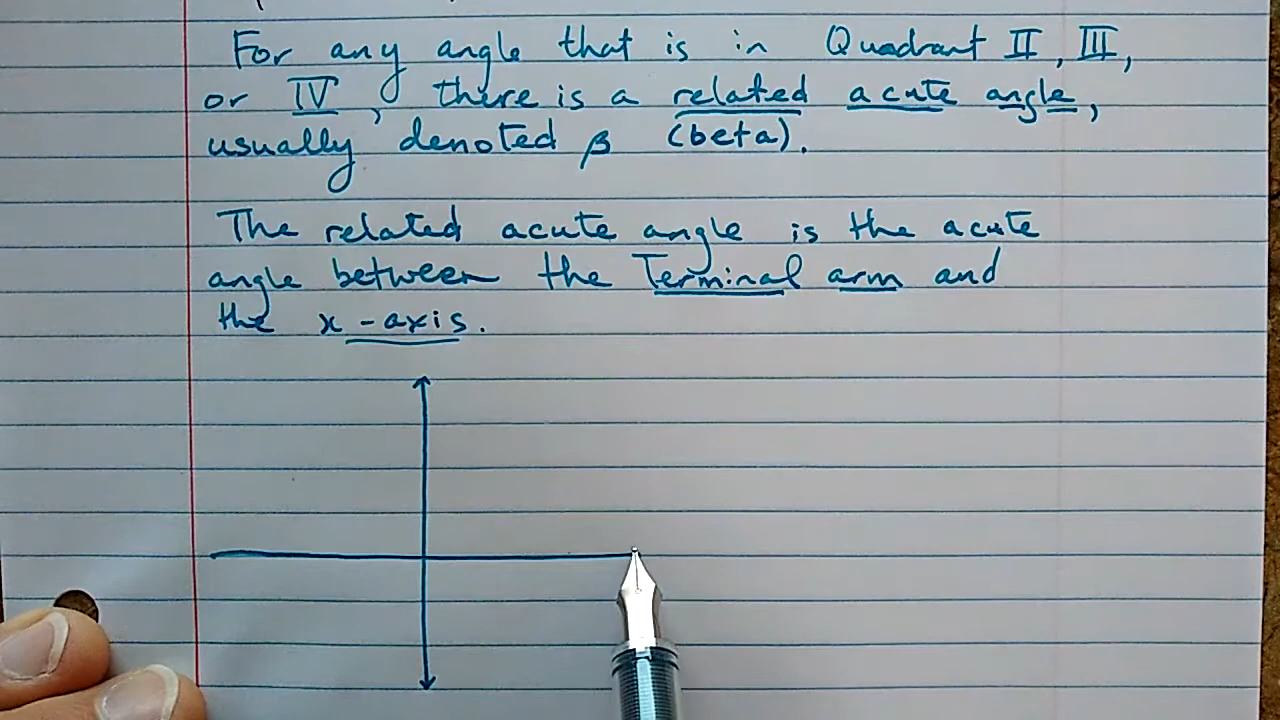 For any angle that is in Quadrant II, III,
or IV, there is a related acute angle,
usually denoted β (beta).
The related acute angle is the acute
angle between the Terminal arm and
the x-axis.